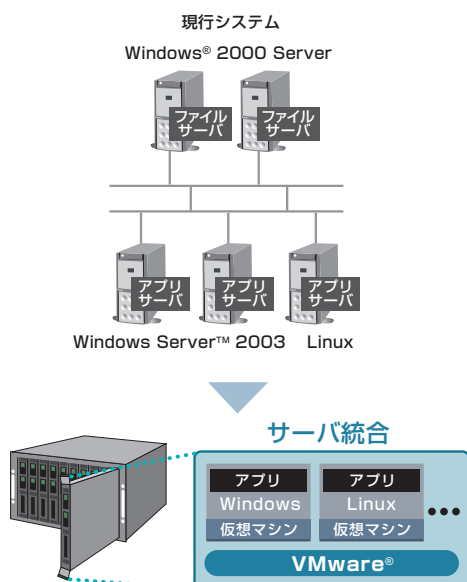 現行システム
Windows® 2000 Server
ファイル
サーバ
ファイル
サーバ
アプリ
サーバ
アプリ
サーバ
アプリ
サーバ
Windows Server™ 2003 Linux
サーバ統合
アプリ
Windows
仮想マシン
アプリ
Linux
仮想マシン
VMware®